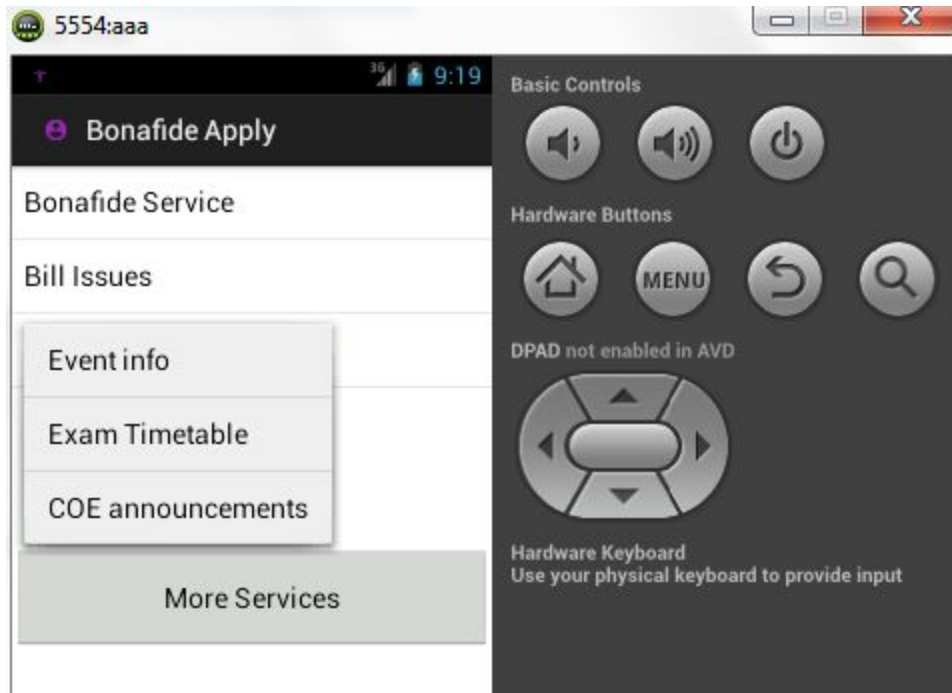 5554:aaa
3G 9:19
Bonafide Apply
Bonafide Service
Bill Issues
Event info
Exam Timetable
COE announcements
More Services
Basic Controls
Hardware Buttons
MENU
DPAD not enabled in AVD
Hardware Keyboard
Use your physical keyboard to provide input